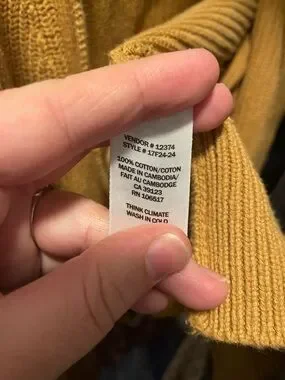 VENDOR # 12374
STYLE # 17F24-24
100% COTTON/COTON
MADE IN CAMBODIA/
FAIT AU CAMBODGE
CA 39123
RN 106517
THINK CLIMATE
WASH IN COLD